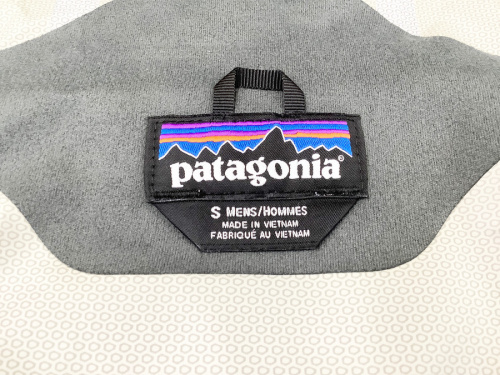 patagonia®
S MENS/HOMMES
MADE IN VIETNAM
FABRIQUÉ AU VIETNAM